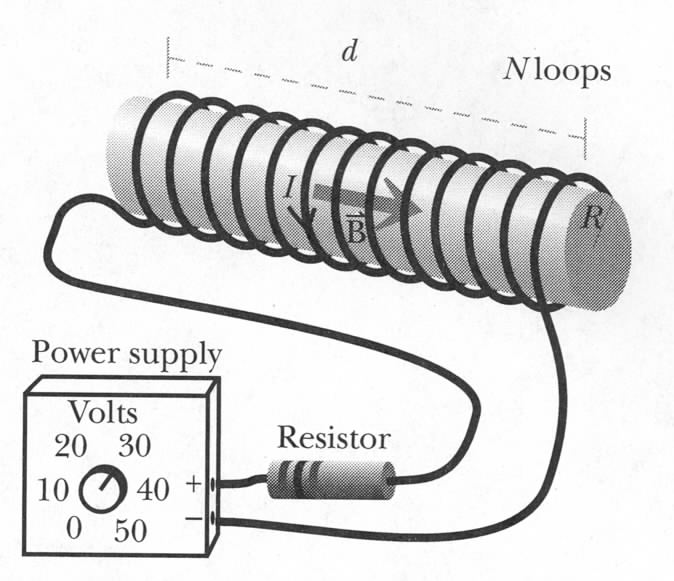 d
N loops
I
B
R
Power supply
Volts
20 30
10 40 +
0 50 −
Resistor